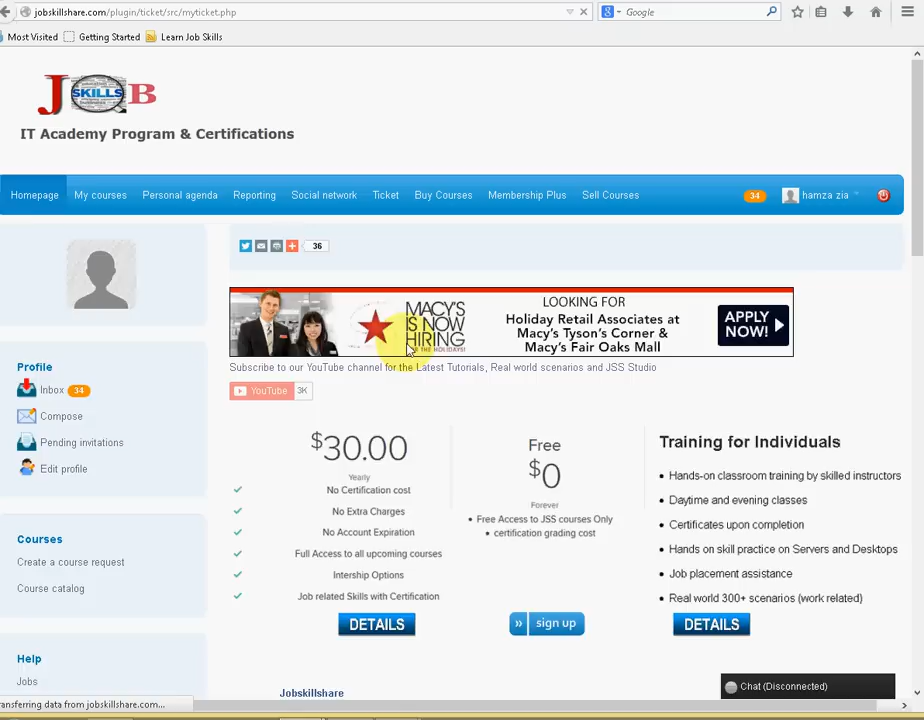 jobskillshare.com/plugin/ticket/src/myticket.php
Google
Most Visited
Getting Started
Learn Job Skills
JOB
SKILLS
IT Academy Program & Certifications
Homepage
My courses
Personal agenda
Reporting
Social network
Ticket
Buy Courses
Membership Plus
Sell Courses
34
hamza zia
36
MACY'S
IS NOW
HIRING
FOR THE HOLIDAYS!
LOOKING FOR
Holiday Retail Associates at
Macy's Tyson's Corner &
Macy's Fair Oaks Mall
APPLY
NOW!
Subscribe to our YouTube channel for the Latest Tutorials, Real world scenarios and JSS Studio
YouTube 3K
Profile
Inbox 34
Compose
Pending invitations
Edit profile
Courses
Create a course request
Course catalog
Help
Jobs
$30.00
Yearly
No Certification cost
No Extra Charges
No Account Expiration
Full Access to all upcoming courses
Intership Options
Job related Skills with Certification
DETAILS
Free
$0
Forever
• Free Access to JSS courses Only
• certification grading cost
» sign up
Training for Individuals
• Hands-on classroom training by skilled instructors
• Daytime and evening classes
• Certificates upon completion
• Hands on skill practice on Servers and Desktops
• Job placement assistance
• Real world 300+ scenarios (work related)
DETAILS
Jobskillshare
Chat (Disconnected)
ransferring data from jobskillshare.com...